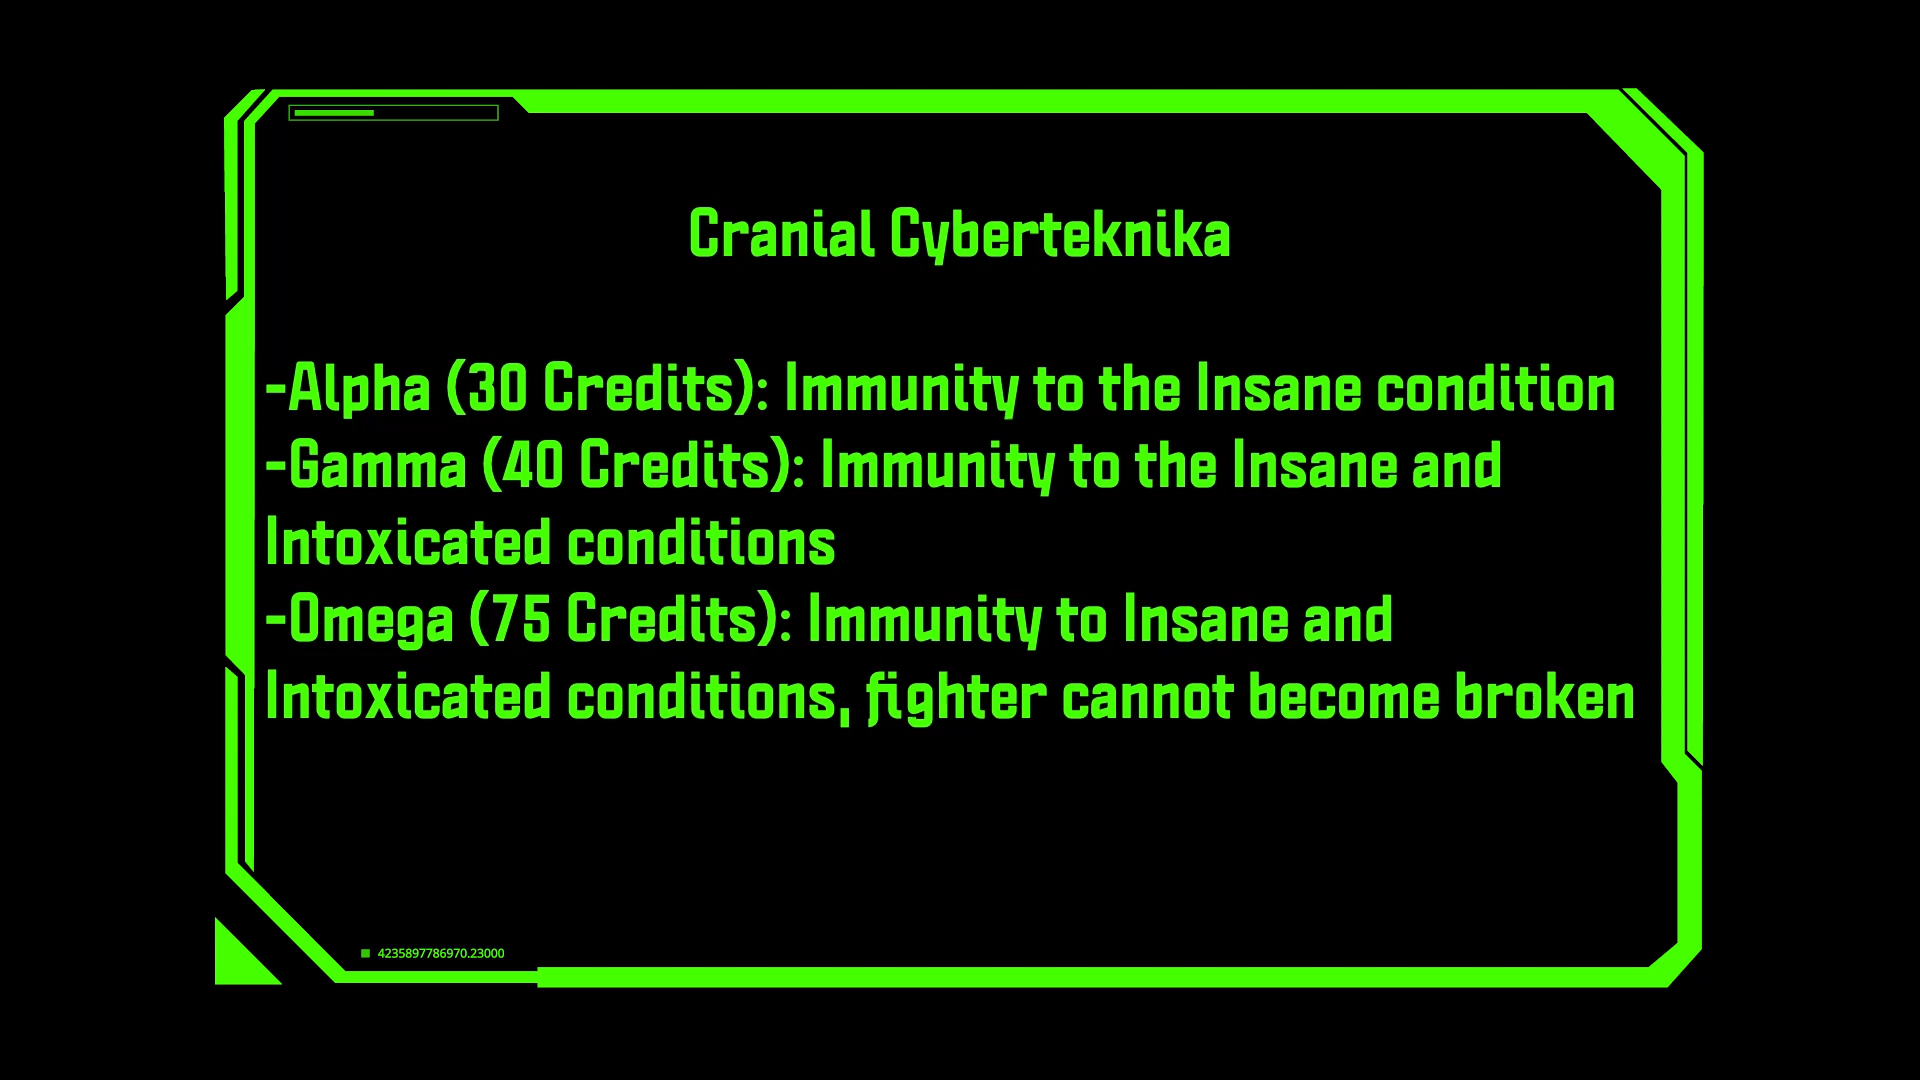 Cranial Cyberteknika
-Alpha (30 Credits): Immunity to the Insane condition
-Gamma (40 Credits): Immunity to the Insane and
Intoxicated conditions
-Omega (75 Credits): Immunity to Insane and
Intoxicated conditions, fighter cannot become broken
4235897786970.23000